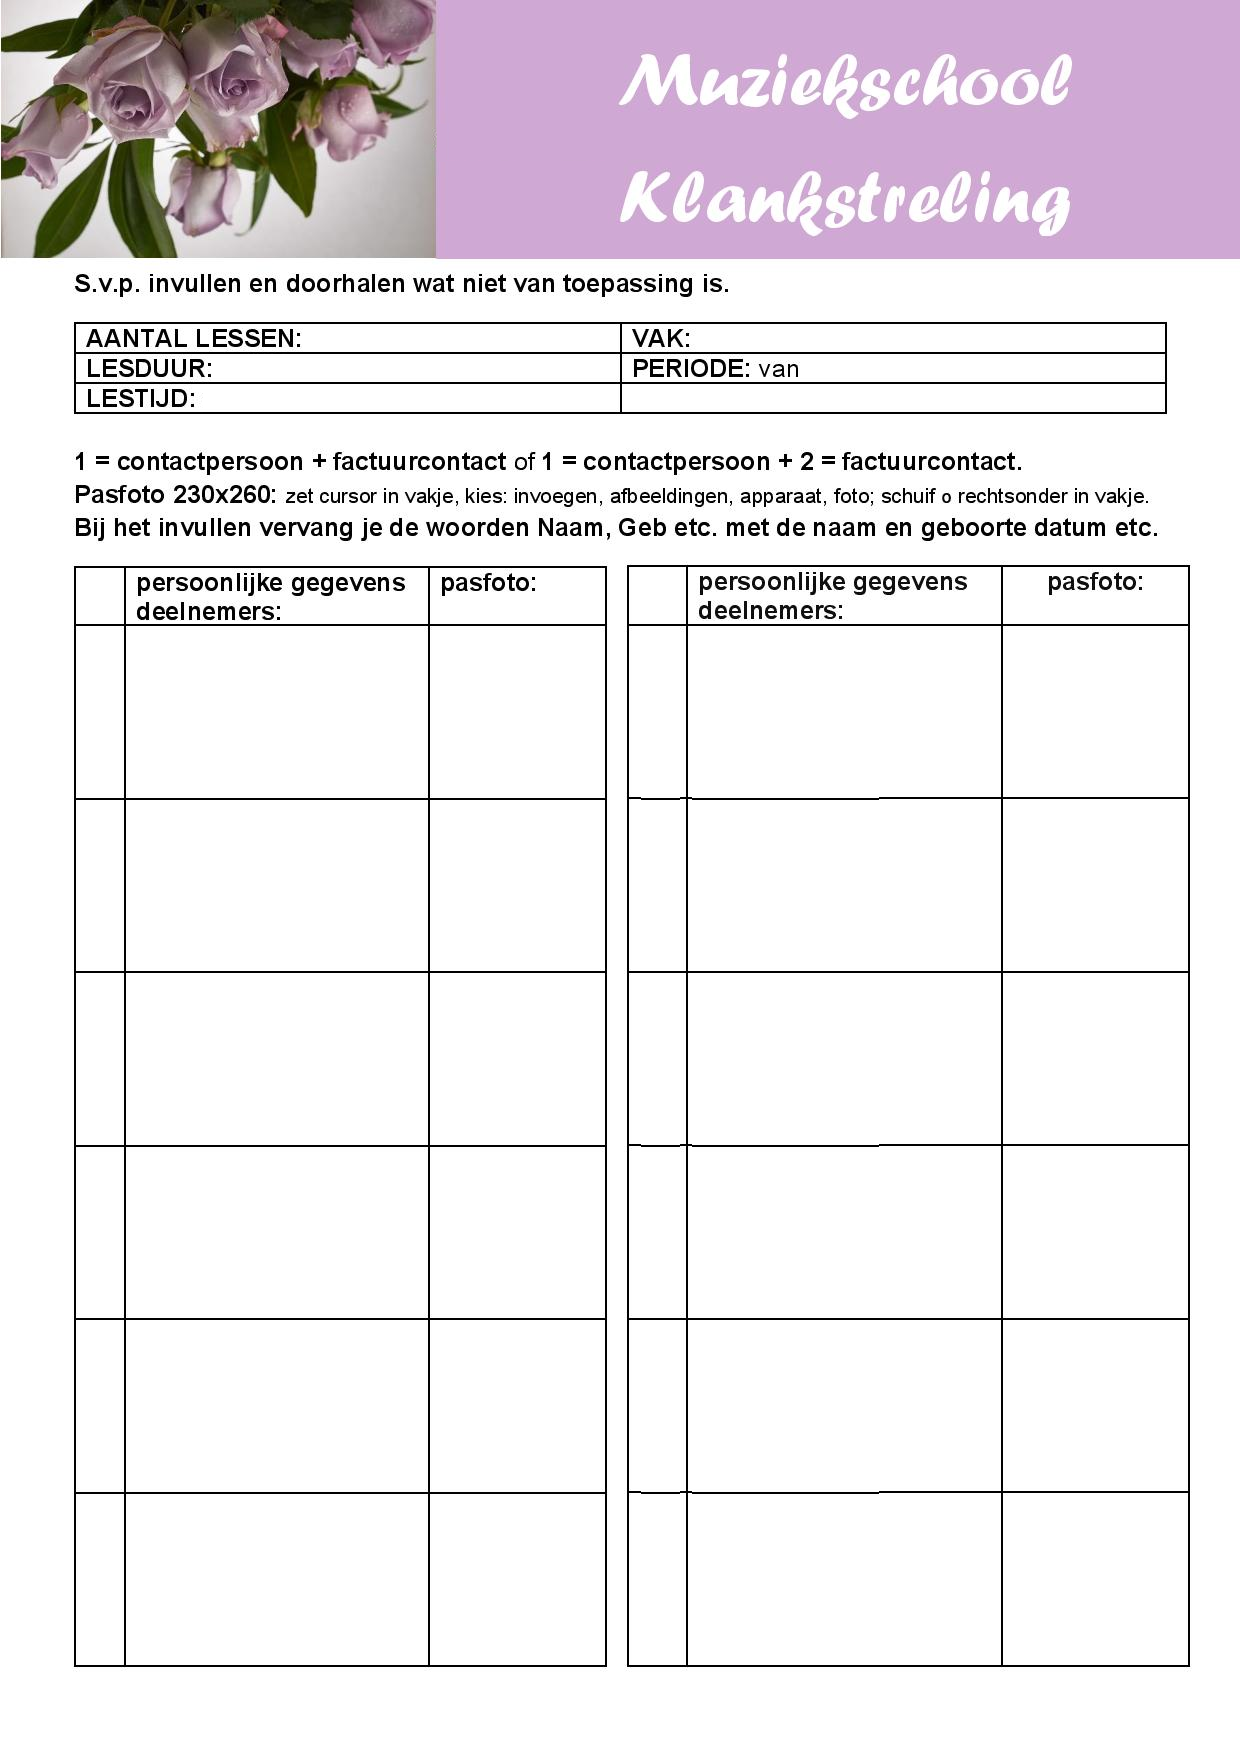 Muziekschool
Klankstreling
S.v.p. invullen en doorhalen wat niet van toepassing is.
AANTAL LESSEN: VAK:
LESDUUR: PERIODE: van
LESTIJD:
1 = contactpersoon + factuurcontact of 1 = contactpersoon + 2 = factuurcontact.
Pasfoto 230x260: zet cursor in vakje, kies: invoegen, afbeeldingen, apparaat, foto; schuif o rechtsonder in vakje.
Bij het invullen vervang je de woorden Naam, Geb etc. met de naam en geboorte datum etc.
persoonlijke gegevens pasfoto:
deelnemers:
persoonlijke gegevens pasfoto:
deelnemers: